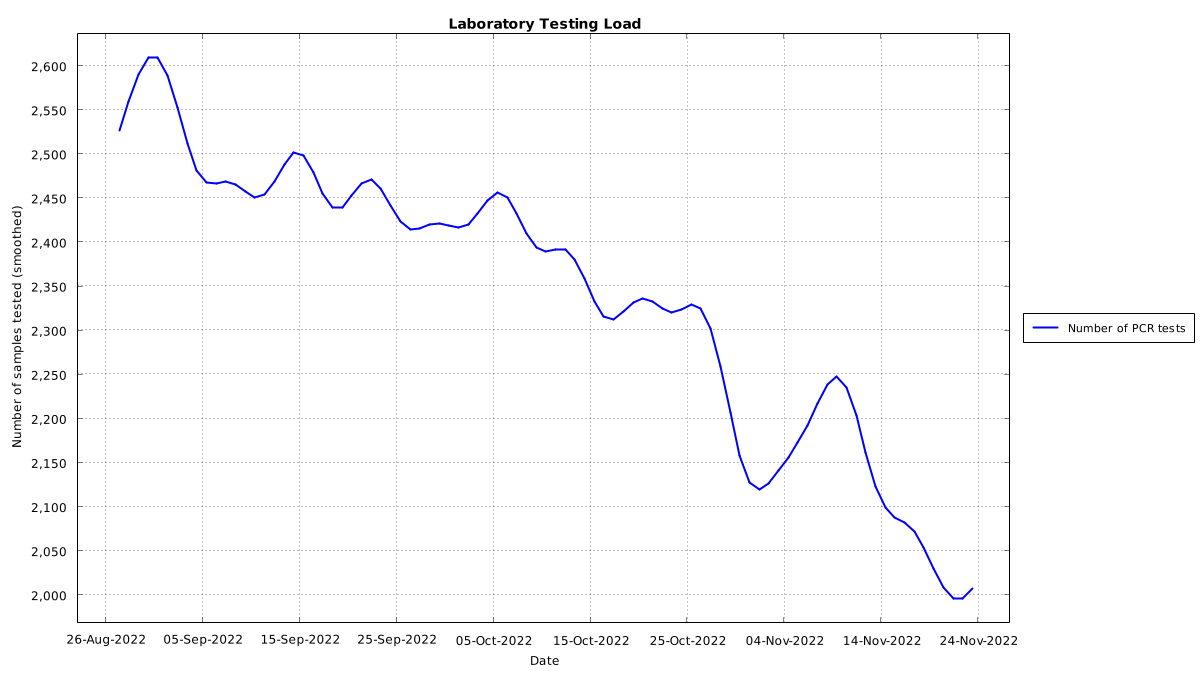 Laboratory Testing Load
Number of samples tested (smoothed)
2,600
2,550
2,500
2,450
2,400
2,350
2,300
2,250
2,200
2,150
2,100
2,050
2,000
26-Aug-2022 05-Sep-2022 15-Sep-2022 25-Sep-2022 05-Oct-2022 15-Oct-2022 25-Oct-2022 04-Nov-2022 14-Nov-2022 24-Nov-2022
Date
Number of PCR tests